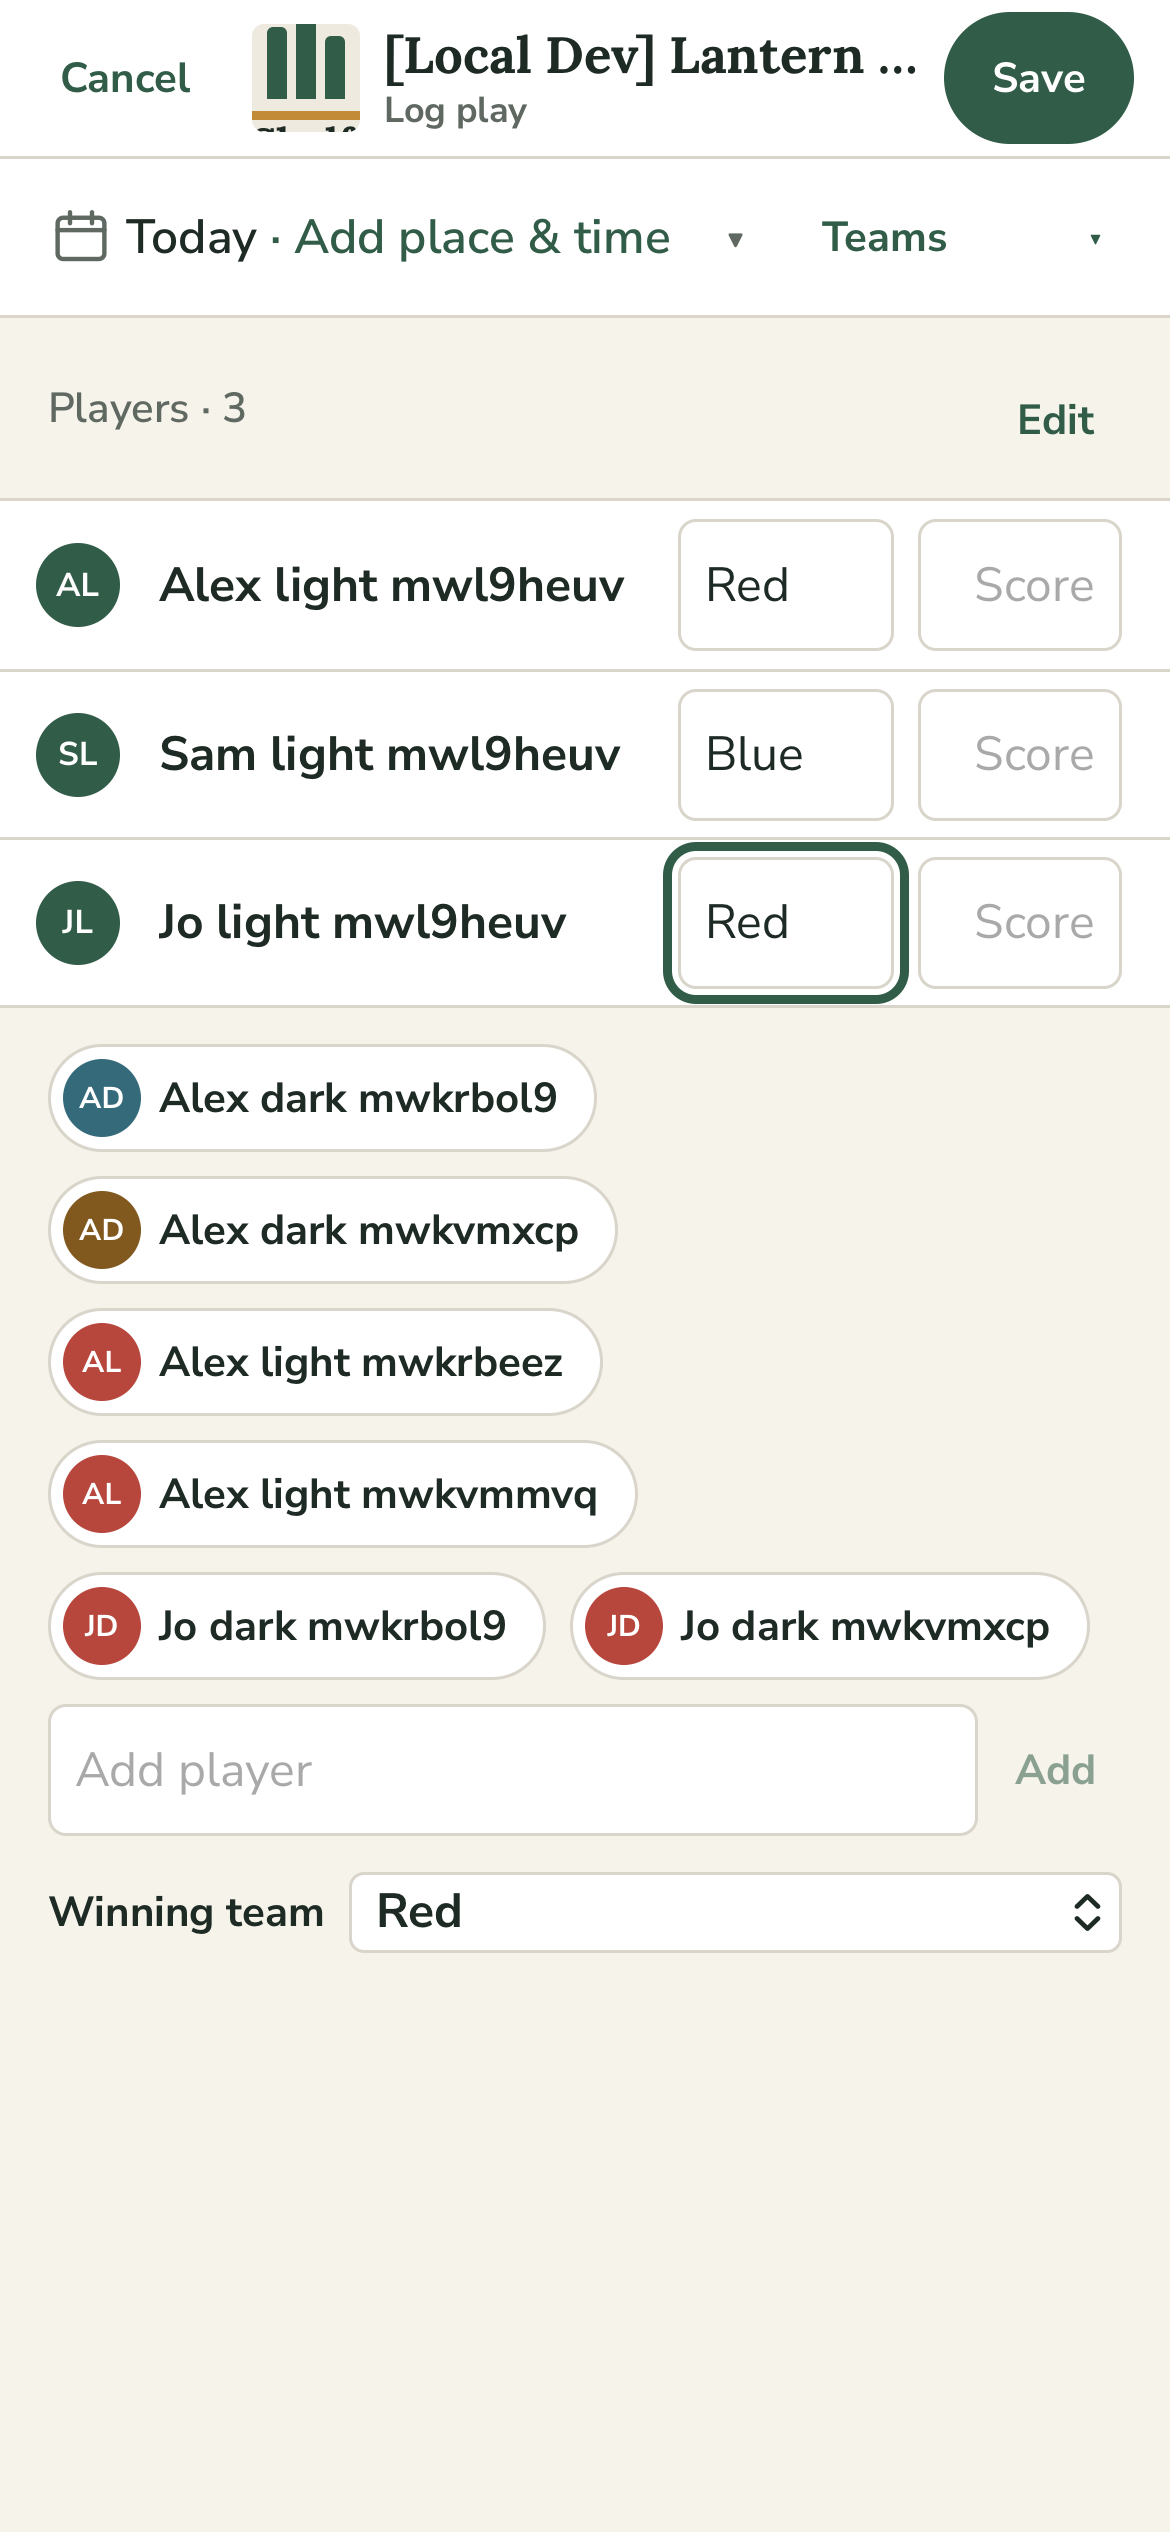 Cancel
[Local Dev] Lantern ...
Log play
Save
Today · Add place & time
Teams
Players · 3
Edit
AL Alex light mwl9heuv Red Score
SL Sam light mwl9heuv Blue Score
JL Jo light mwl9heuv Red Score
AD Alex dark mwkrbol9
AD Alex dark mwkvmxcp
AL Alex light mwkrbeez
AL Alex light mwkvmmvq
JD Jo dark mwkrbol9 JD Jo dark mwkvmxcp
Add player Add
Winning team Red